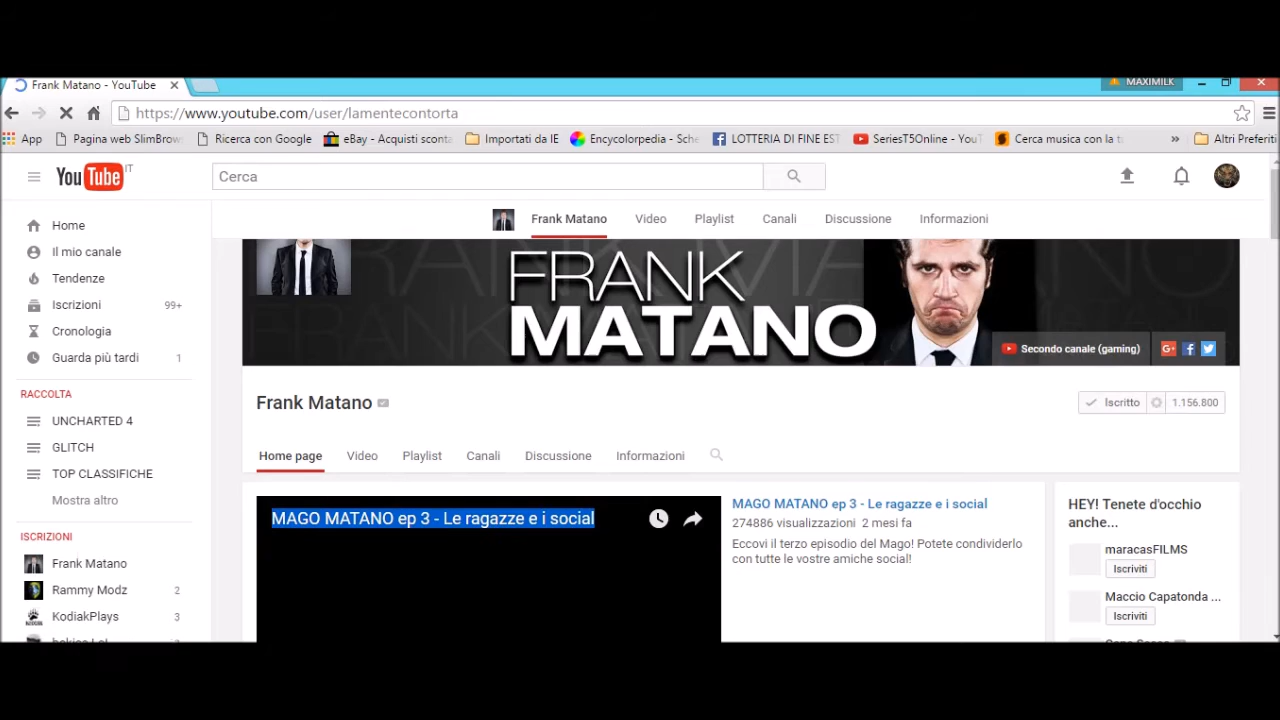 Frank Matano - YouTube
MAXIMILK
https://www.youtube.com/user/lamentecontorta
App Pagina web SlimBrow Ricerca con Google eBay - Acquisti sconta Importati da IE Encycolorpedia - Sche LOTTERIA DI FINE EST SeriesT5Online - YouT Cerca musica con la t » Altri Preferiti
YouTube IT
Cerca
Frank Matano Video Playlist Canali Discussione Informazioni
Home
Il mio canale
Tendenze
Iscrizioni 99+
Cronologia
Guarda più tardi 1
RACCOLTA
UNCHARTED 4
GLITCH
TOP CLASSIFICHE
Mostra altro
ISCRIZIONI
Frank Matano
Rammy Modz 2
KodiakPlays 3
FRANK
MATANO
Secondo canale (gaming)
Frank Matano
Iscritto 1.156.800
Home page Video Playlist Canali Discussione Informazioni
MAGO MATANO ep 3 - Le ragazze e i social
MAGO MATANO ep 3 - Le ragazze e i social
274886 visualizzazioni 2 mesi fa
Eccovi il terzo episodio del Mago! Potete condividerlo
con tutte le vostre amiche social!
HEY! Tenete d'occhio
anche...
maracasFILMS
Iscriviti
Maccio Capatonda ...
Iscriviti